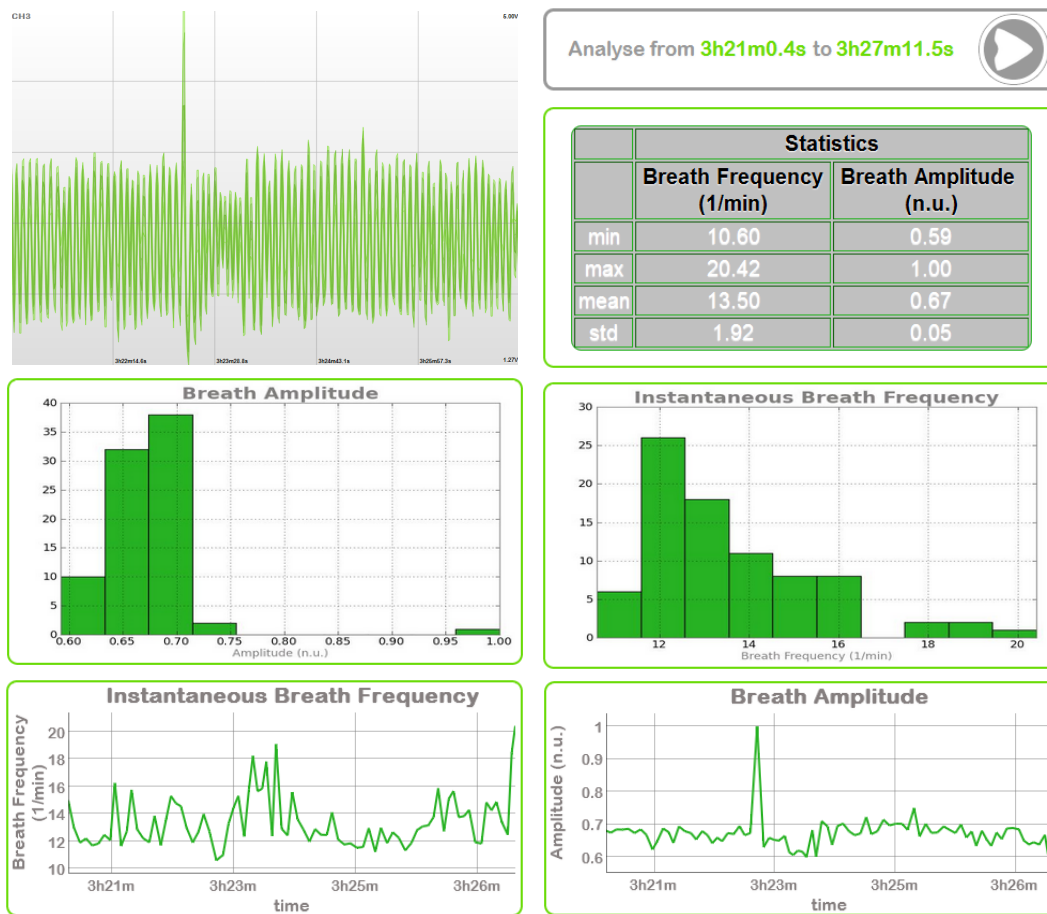 CH3
5.00V
3h22m14.6s
3h24m43.1s
3h25m57.3s
1.27V
Analyse from 3h21m0.4s to 3h27m11.5s
Statistics
Breath Frequency (1/min)
Breath Amplitude (n.u.)
min 10.60 0.59
max 20.42 1.00
mean 13.50 0.67
std 1.92 0.05
Breath Amplitude
40
35
30
25
20
15
10
5
0
0.60 0.65 0.70 0.75 0.80 0.85 0.90 0.95 1.00
Amplitude (n.u.)
Instantaneous Breath Frequency
30
25
20
15
10
5
0
12 14 16 18 20
Breath Frequency (1/min)
Instantaneous Breath Frequency
Breath Frequency
(1/min)
20
18
16
14
12
10
3h21m 3h23m 3h25m 3h26m
time
Breath Amplitude
Amplitude (n.u.)
1
0.9
0.8
0.7
0.6
3h21m 3h23m 3h25m 3h26m
time